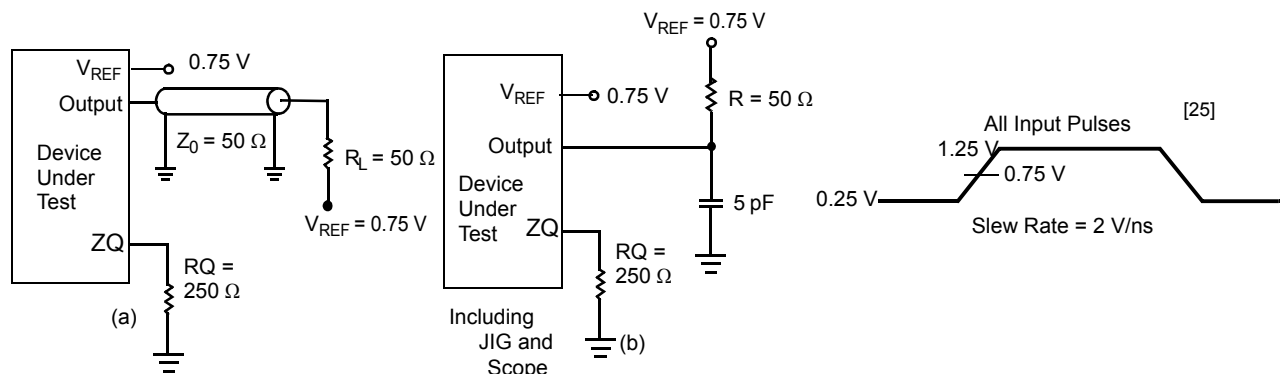 V_REF 0.75 V
Output
Z_0 = 50 Ω
Device
Under
Test
R_L = 50 Ω
V_REF = 0.75 V
ZQ
RQ =
250 Ω
(a)
V_REF = 0.75 V
V_REF 0.75 V
R = 50 Ω
Output
Device
Under
Test
5 pF
ZQ
RQ =
250 Ω
Including
JIG and
Scope
(b)
[25]
All Input Pulses
1.25 V
0.75 V
0.25 V
Slew Rate = 2 V/ns